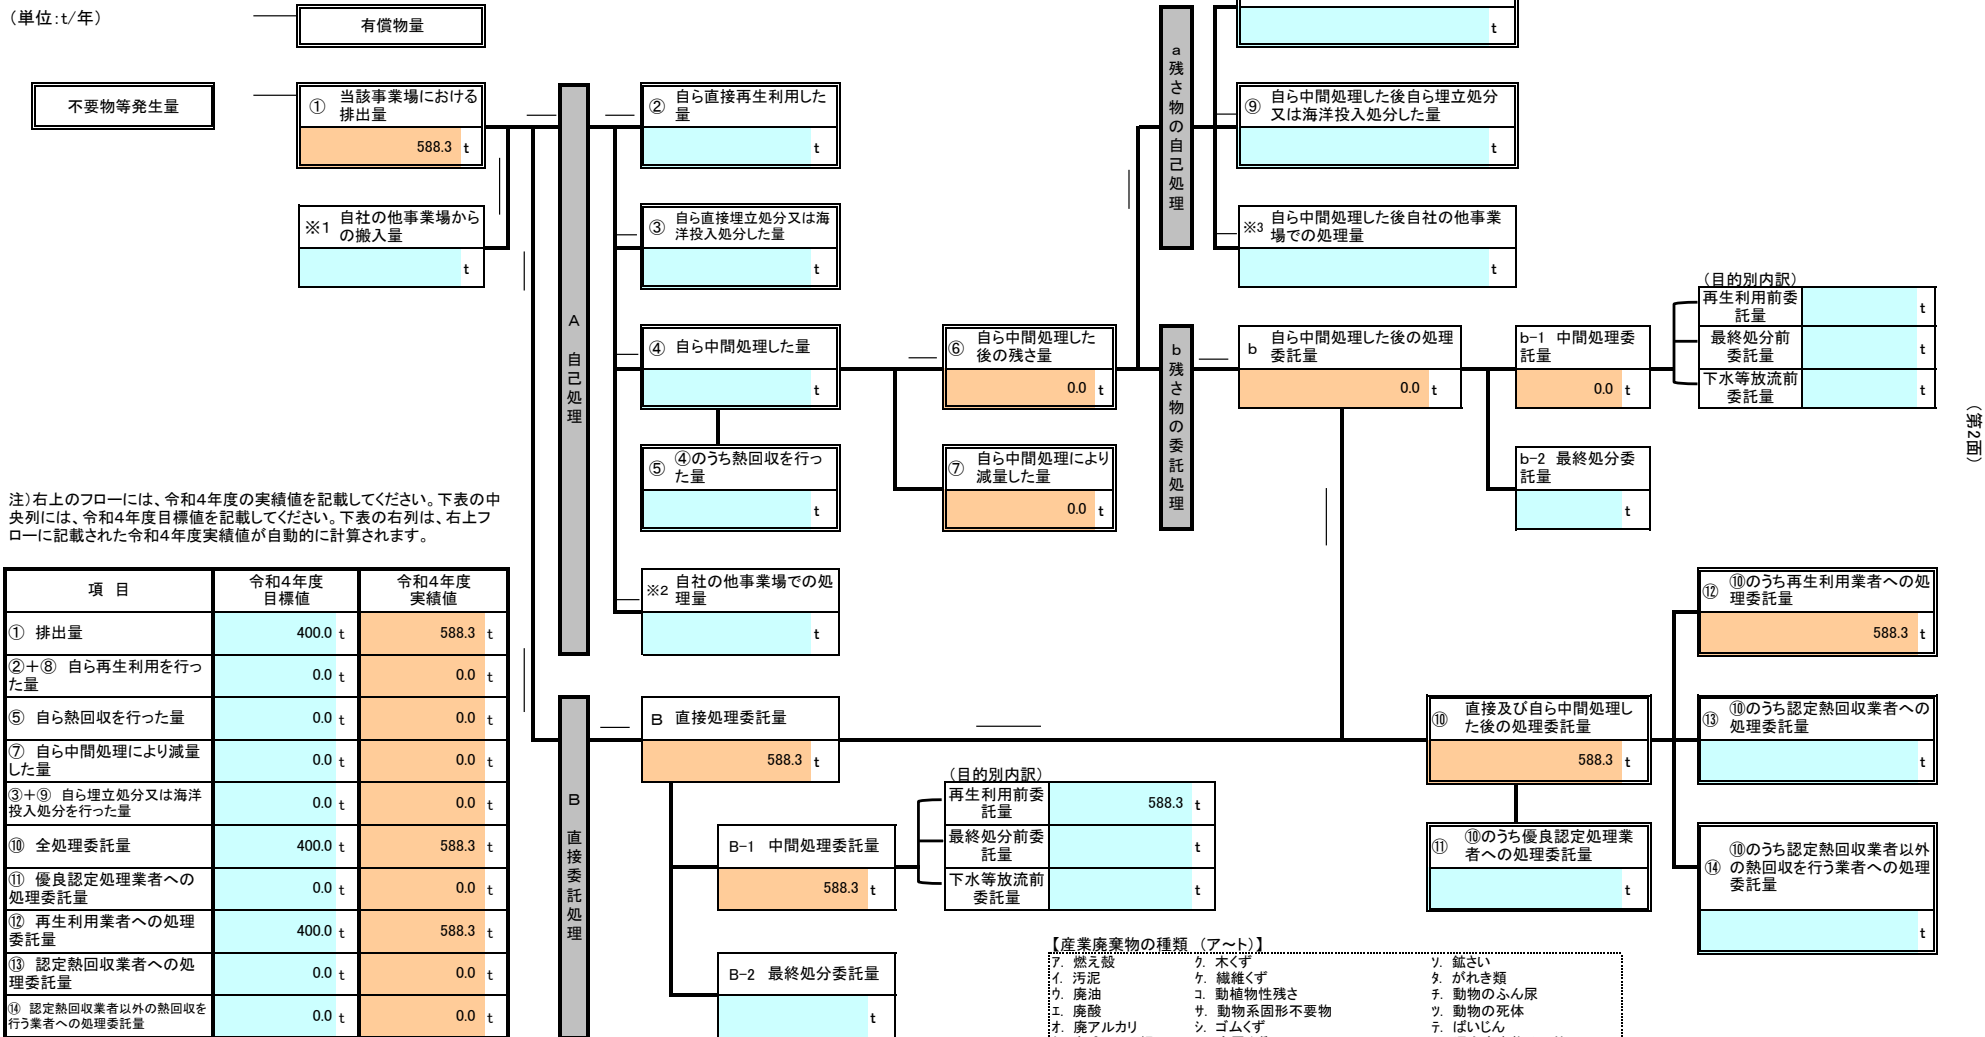 （単位:t/年）
有償物量
t
不要物等発生量
① 当該事業場における
排出量
588.3 t
② 自ら直接再生利用した
量
t
a 残さ物の自己処理
⑨ 自ら中間処理した後自ら埋立処分
又は海洋投入処分した量
t
※1 自社の他事業場から
の搬入量
t
③ 自ら直接埋立処分又は海
洋投入処分した量
t
※3 自ら中間処理した後自社の他事業
場での処理量
t
A 自己処理
④ 自ら中間処理した量
t
⑥ 自ら中間処理した
後の残さ量
0.0 t
b 残さ物の委託処理
b 自ら中間処理した後の処理
委託量
0.0 t
b-1 中間処理委
託量
0.0 t
（目的別内訳）
再生利用前委
託量
t
最終処分前
委託量
t
下水等放流前
委託量
t
（第2面）
⑤ ④のうち熱回収を行っ
た量
t
⑦ 自ら中間処理により
減量した量
0.0 t
b-2 最終処分委
託量
t
注）右上のフローには、令和4年度の実績値を記載してください。下表の中
央列には、令和4年度目標値を記載してください。下表の右列は、右上フ
ローに記載された令和4年度実績値が自動的に計算されます。
※2 自社の他事業場での処
理量
t
項 目 令和4年度
目標値 令和4年度
実績値
① 排出量 400.0 t 588.3 t
②＋⑧ 自ら再生利用を行っ
た量 0.0 t 0.0 t
⑤ 自ら熱回収を行った量 0.0 t 0.0 t
⑦ 自ら中間処理により減量
した量 0.0 t 0.0 t
③＋⑨ 自ら埋立処分又は海洋
投入処分を行った量 0.0 t 0.0 t
⑩ 全処理委託量 400.0 t 588.3 t
⑪ 優良認定処理業者への
処理委託量 0.0 t 0.0 t
⑫ 再生利用業者への処理
委託量 400.0 t 588.3 t
⑬ 認定熱回収業者への処
理委託量 0.0 t 0.0 t
⑭ 認定熱回収業者以外の熱回収を
行う業者への処理委託量 0.0 t 0.0 t
B 直接委託処理
B 直接処理委託量
588.3 t
B-1 中間処理委託量
588.3 t
（目的別内訳）
再生利用前委
託量
588.3 t
最終処分前委
託量
t
下水等放流前
委託量
t
B-2 最終処分委託量
t
⑩ 直接及び自ら中間処理し
た後の処理委託量
588.3 t
⑪ ⑩のうち優良認定処理業
者への処理委託量
t
⑫ ⑩のうち再生利用業者への処
理委託量
588.3 t
⑬ ⑩のうち認定熱回収業者への
処理委託量
t
⑭ ⑩のうち認定熱回収業者以外
の熱回収を行う業者への処理
委託量
t
【産業廃棄物の種類 （ア～ト）】
ア. 燃え殻 ク. 木くず ソ. 鉱さい
イ. 汚泥 ケ. 繊維くず タ. がれき類
ウ. 廃油 コ. 動植物性残さ チ. 動物のふん尿
エ. 廃酸 サ. 動物系固形不要物 ツ. 動物の死体
オ. 廃アルカリ シ. ゴムくず テ. ばいじん